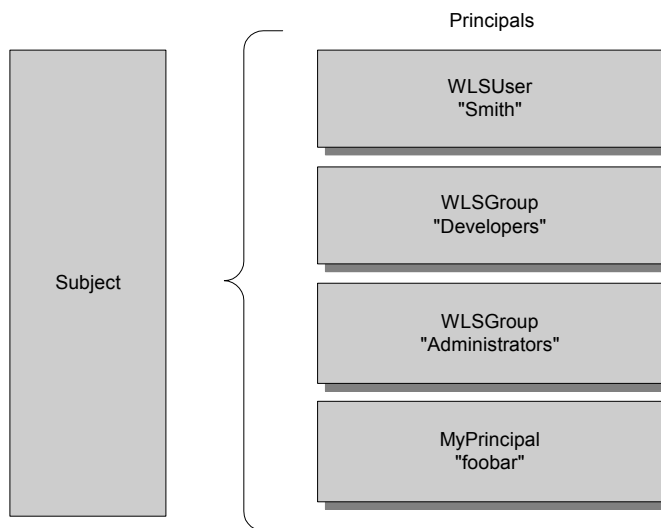 Principals
WLSUser
"Smith"
WLSGroup
"Developers"
Subject
WLSGroup
"Administrators"
MyPrincipal
"foobar"